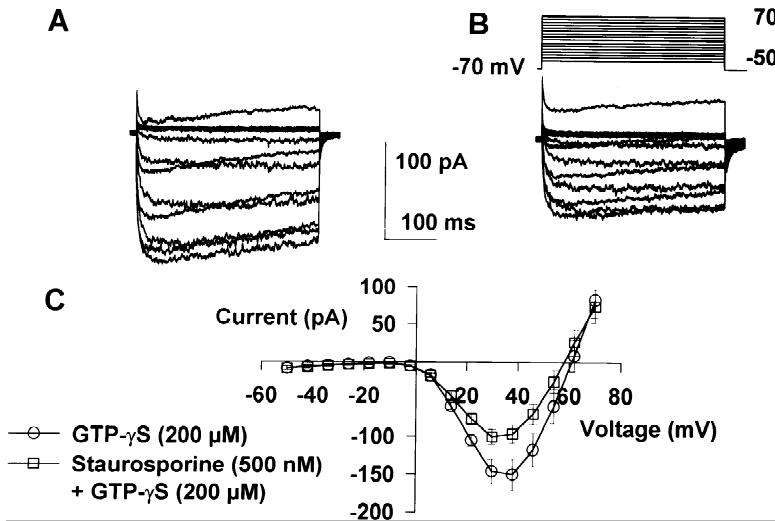 A
B
70
-50
-70 mV
100 pA
100 ms
C
Current (pA)
100
50
-60 -40 -20 20 40 60 80
Voltage (mV)
-100
-150
-200
GTP-γS (200 μM)
Staurosporine (500 nM)
+ GTP-γS (200 μM)